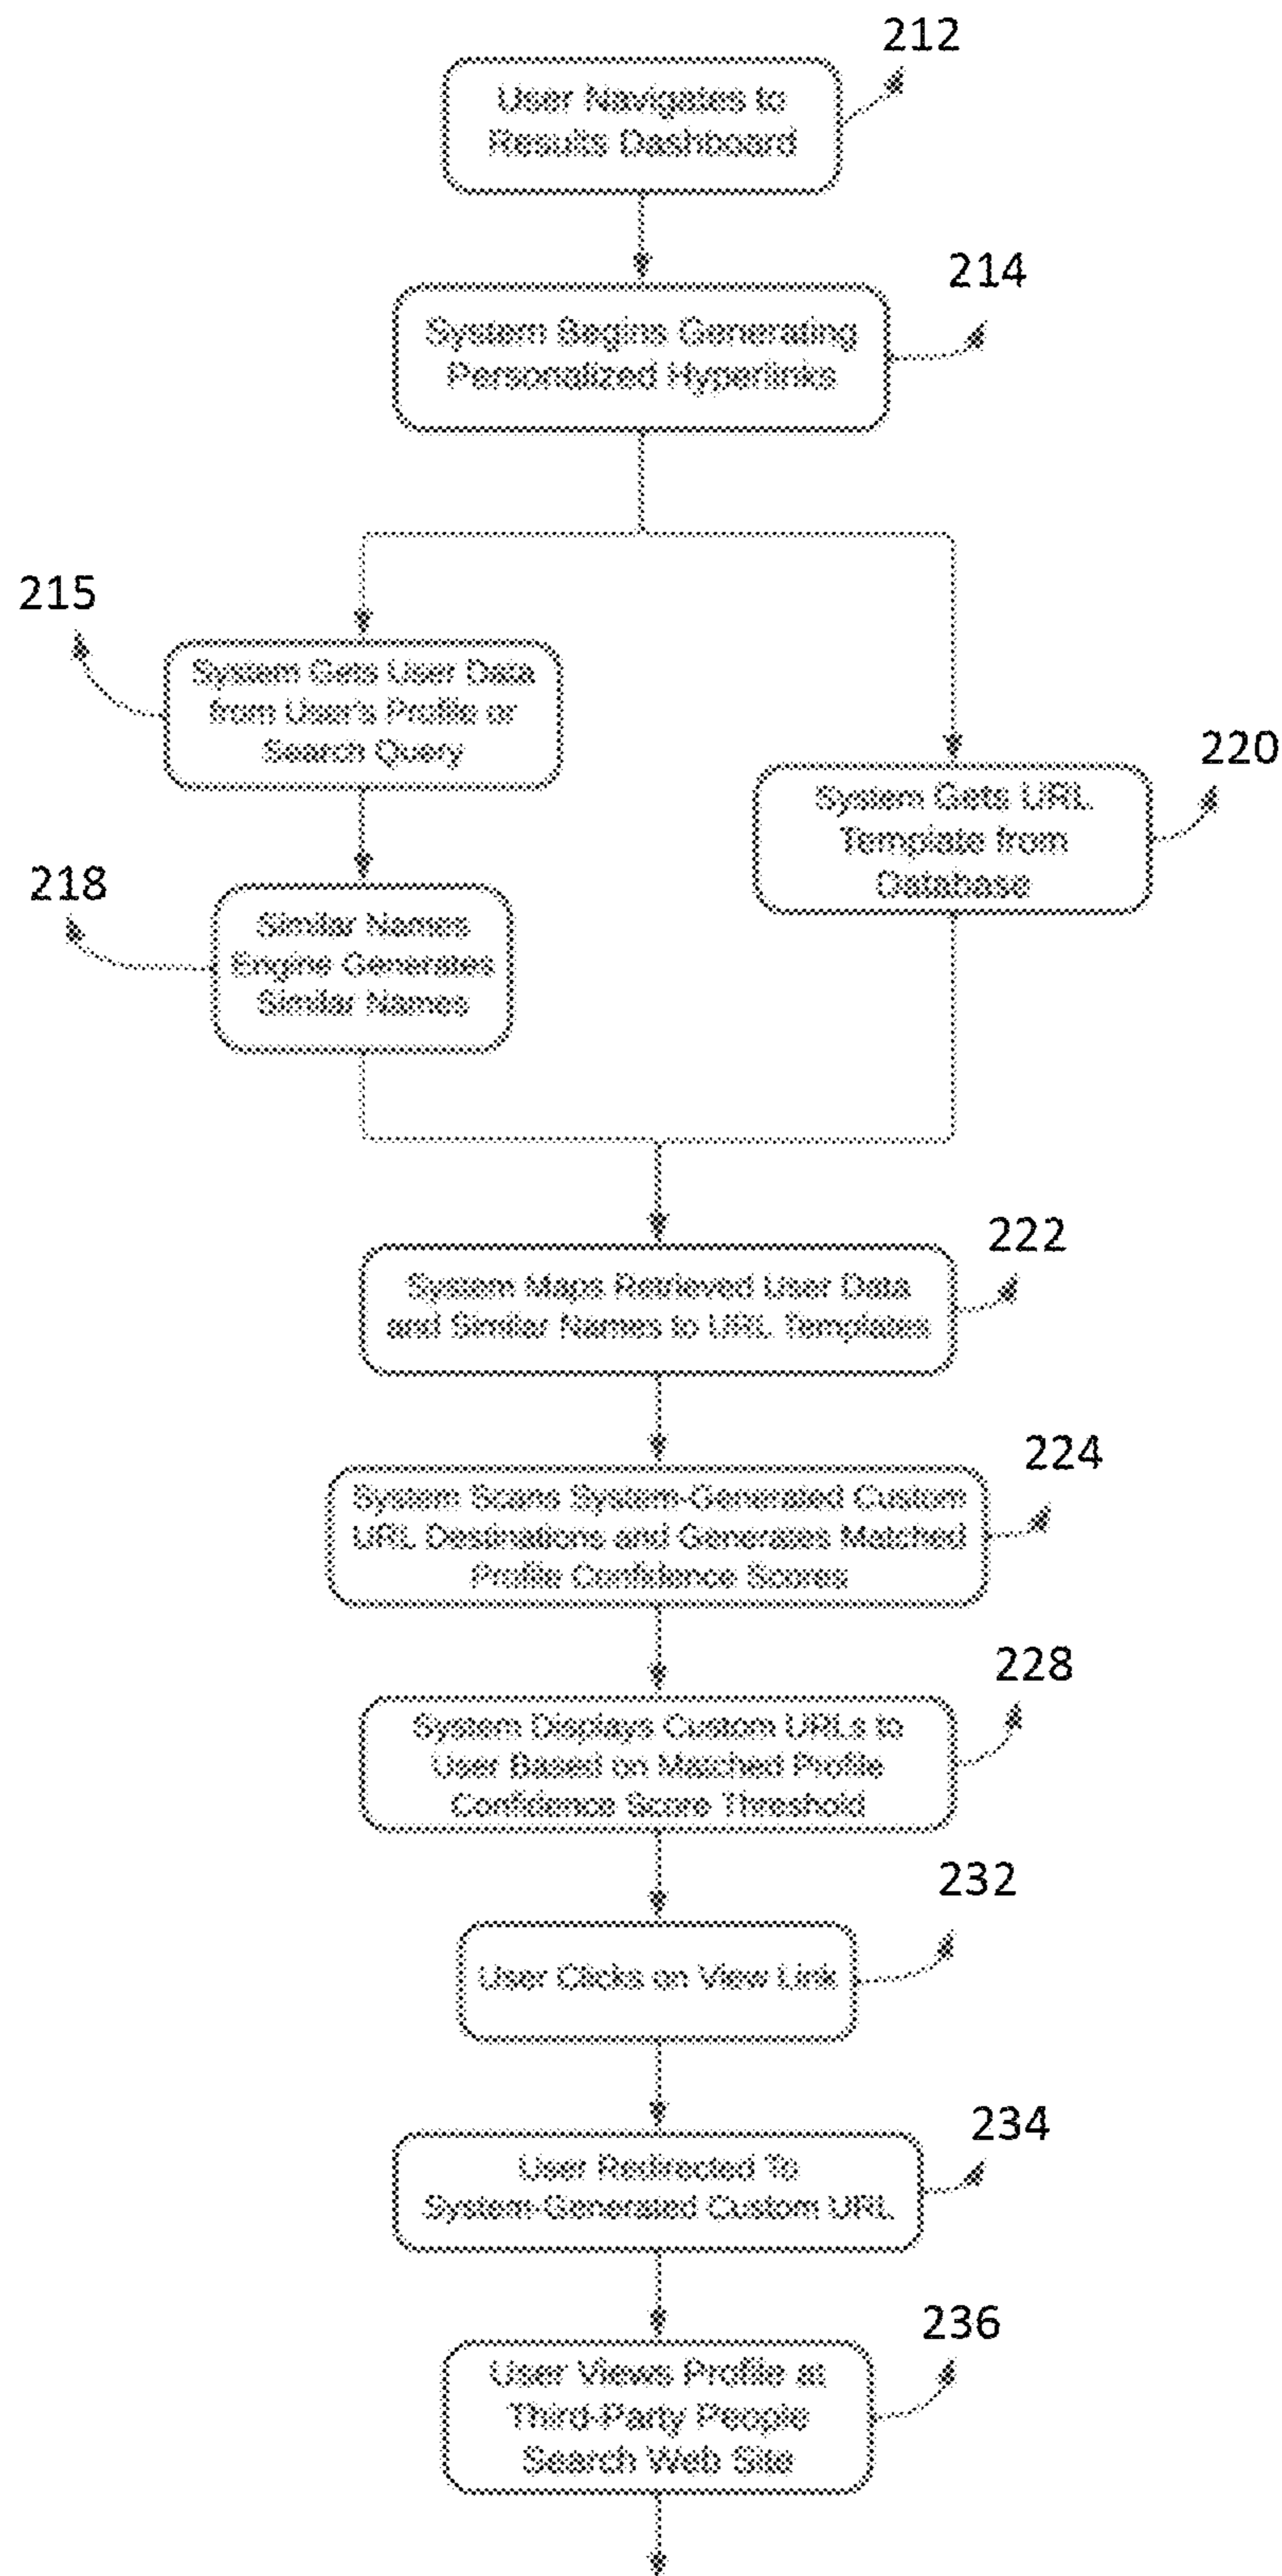 212
User Navigates to
Results Dashboard
214
System Begins Generating
Personalized Hyperlinks
215
System Gets User Data
from User's Profile or
Search Query
220
System Gets URL
Template from
Database
218
Similar Names
Engine Generates
Similar Names
222
System Maps Retrieved User Data
and Similar Names to URL Templates
224
System Scans System-Generated Custom
URL Destinations and Generates Matched
Profile Confidence Scores
228
System Displays Custom URLs to
User Based on Matched Profile
Confidence Score Threshold
232
User Clicks on View Link
234
User Redirected To
System-Generated Custom URL
236
User Views Profile at
Third-Party People
Search Web Site